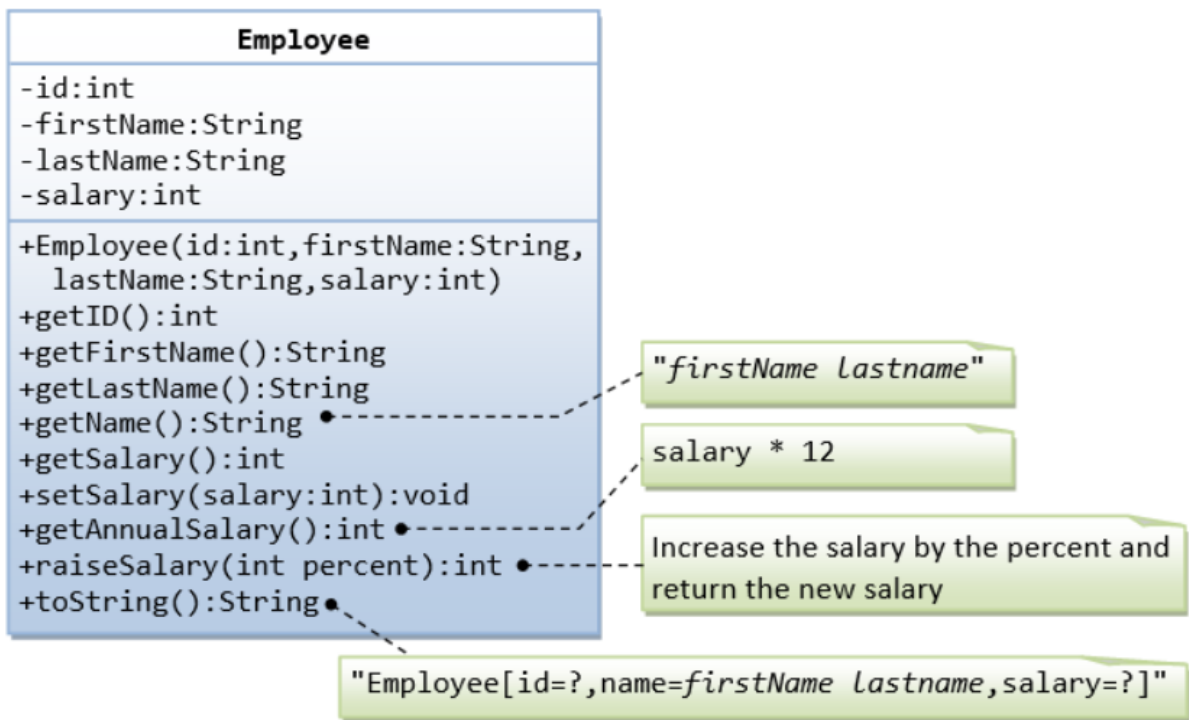 Employee
-id:int
-firstName:String
-lastName:String
-salary:int
+Employee(id:int,firstName:String,
lastName:String,salary:int)
+getID():int
+getFirstName():String
+getLastName():String
+getName():String
"firstName lastname"
+getSalary():int
+setSalary(salary:int):void
+getAnnualSalary():int
salary * 12
+raiseSalary(int percent):int
Increase the salary by the percent and
return the new salary
+toString():String
"Employee[id=?,name=firstName lastname,salary=?]"